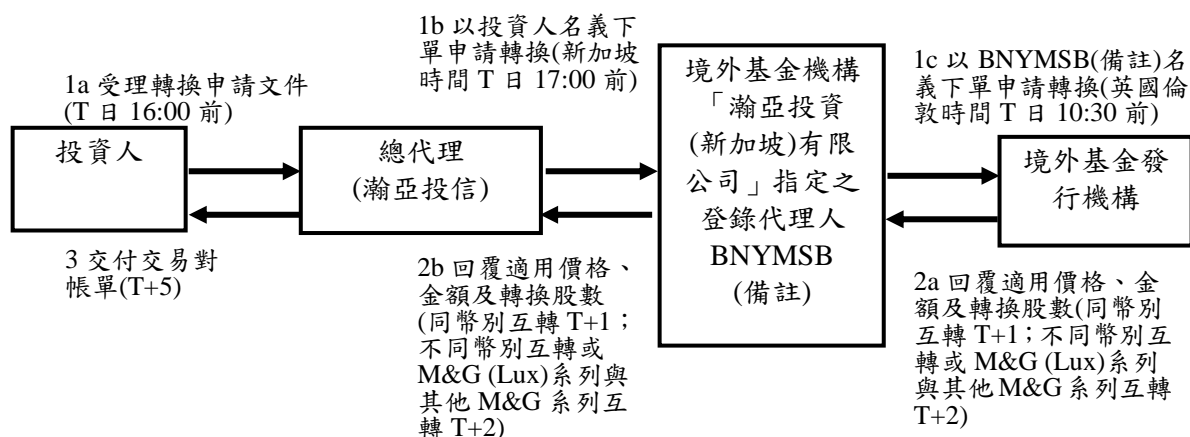 1a 受理轉換申請文件
(T 日 16:00 前)
1b 以投資人名義下
單申請轉換(新加坡
時間 T 日 17:00 前)
1c 以 BNYMSB(備註)名
義下單申請轉換(英國倫
敦時間 T 日 10:30 前)
投資人
總代理
(瀚亞投信)
境外基金機構
「瀚亞投資
(新加坡)有限
公司」指定之
登錄代理人
BNYMSB
(備註)
境外基金發
行機構
3 交付交易對
帳單(T+5)
2b 回覆適用價格、
金額及轉換股數
(同幣別互轉 T+1;
不同幣別互轉或
M&G (Lux)系列與
其他 M&G 系列互
轉 T+2)
2a 回覆適用價格、金
額及轉換股數(同幣別
互轉 T+1;不同幣別互
轉或 M&G (Lux)系列
與其他 M&G 系列互轉
T+2)